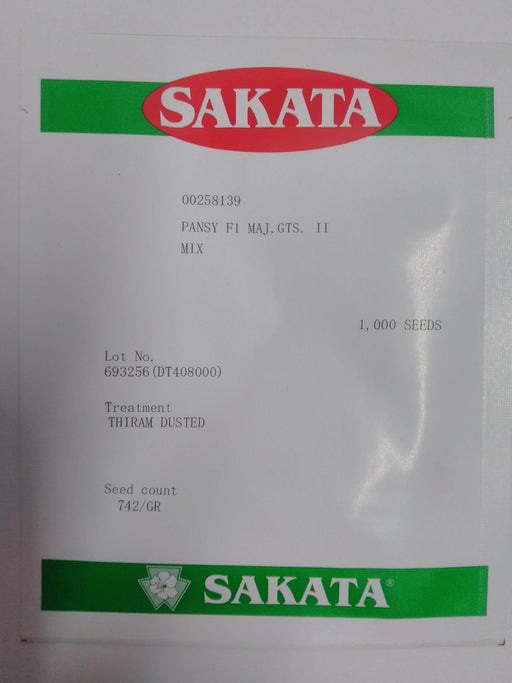 SAKATA
00258139
PANSY F1 MAJ.GTS. II
MIX
1,000 SEEDS
Lot No.
693256(DT408000)
Treatment
THIRAM DUSTED
Seed count
742/GR
SAKATA®